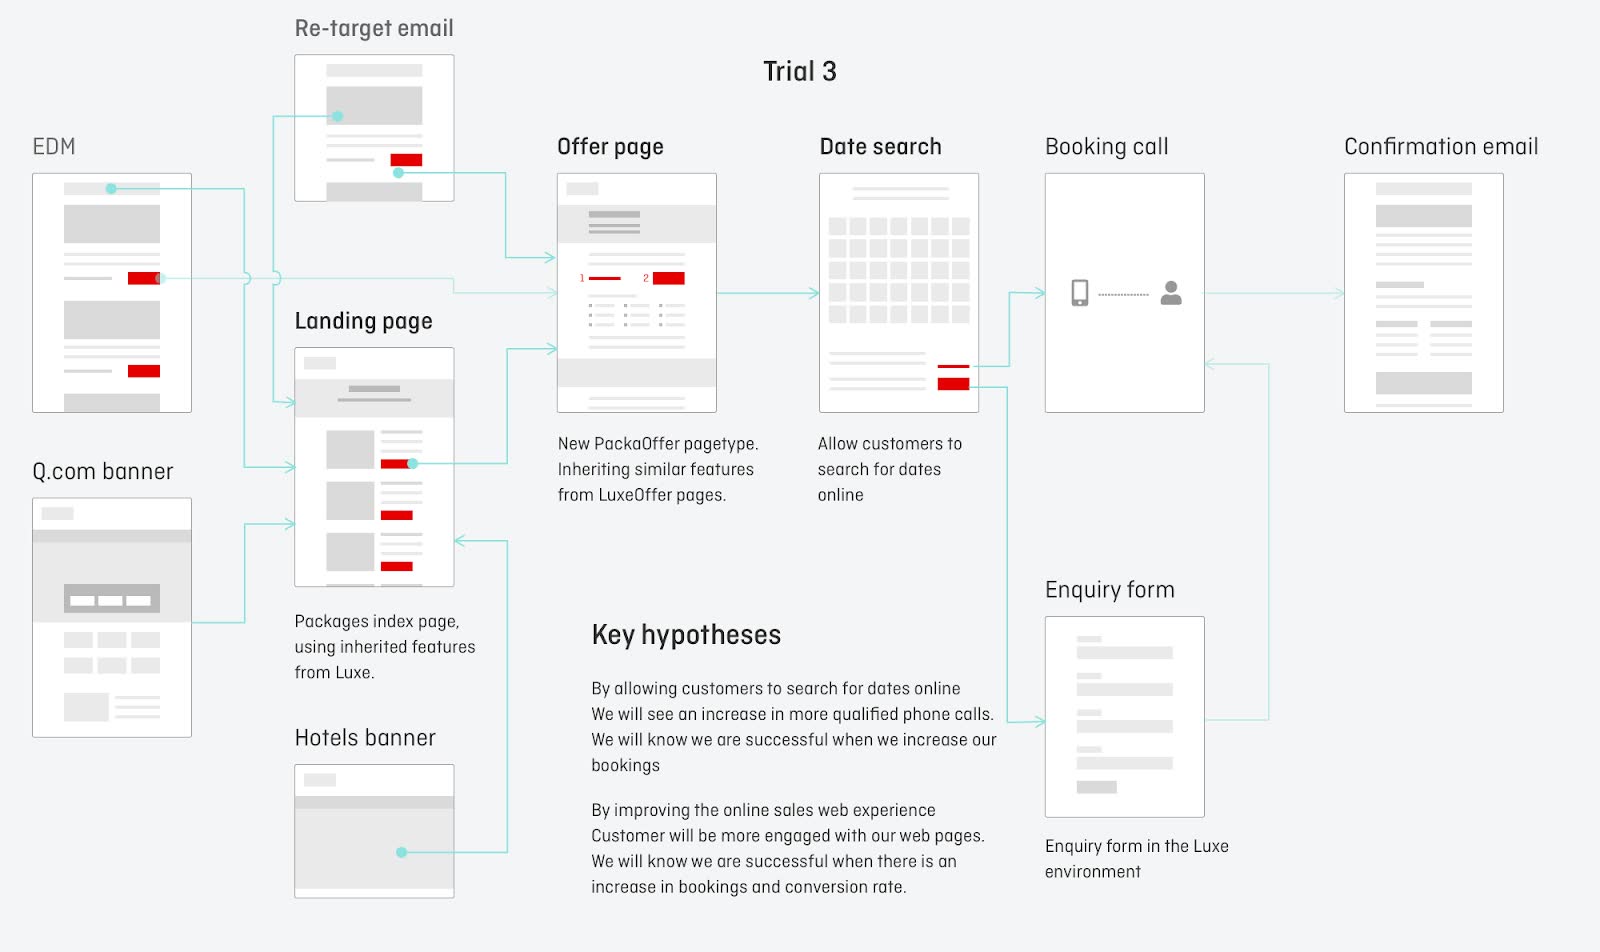 Re-target email
Trial 3
EDM
Offer page
Date search
Booking call
Confirmation email
1
2
Landing page
New PackaOffer pagetype.
Inheriting similar features
from LuxeOffer pages.
Allow customers to
search for dates
online
Q.com banner
Packages index page,
using inherited features
from Luxe.
Hotels banner
Key hypotheses
By allowing customers to search for dates online
We will see an increase in more qualified phone calls.
We will know we are successful when we increase our
bookings
By improving the online sales web experience
Customer will be more engaged with our web pages.
We will know we are successful when there is an
increase in bookings and conversion rate.
Enquiry form
Enquiry form in the Luxe
environment